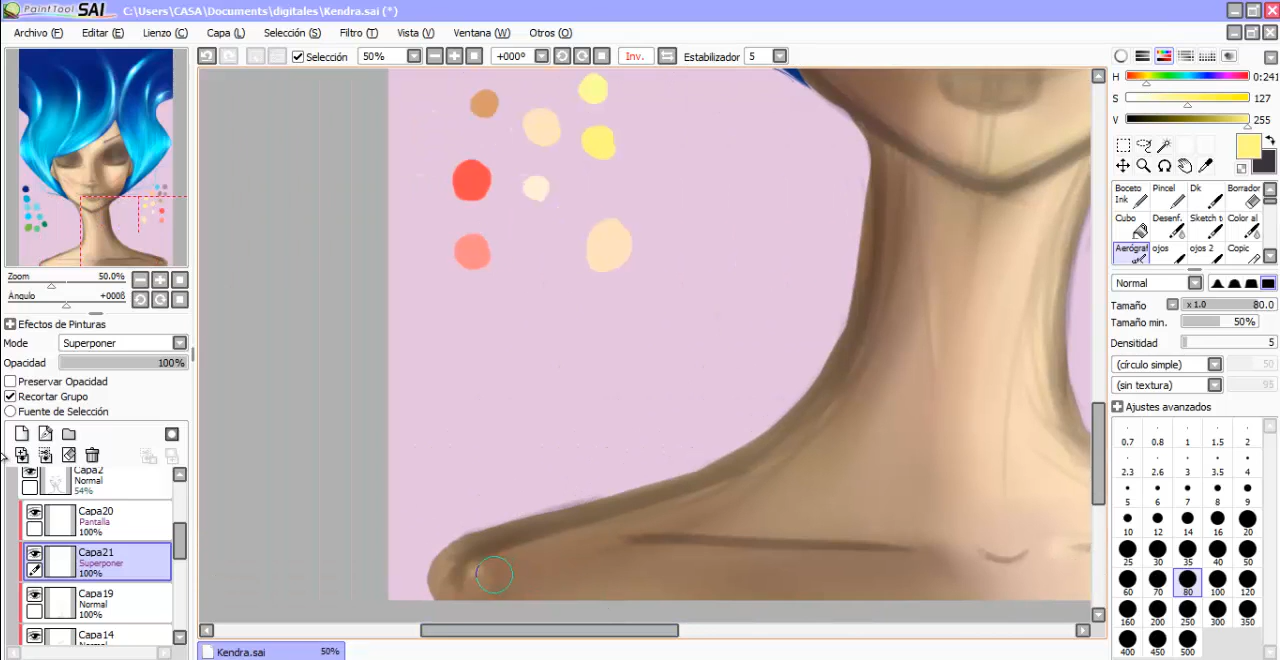 PaintTool SAI C:\Users\CASA\Documents\digitales\Kendra.sai (*)
Archivo (F) Editar (E) Lienzo (C) Capa (L) Selección (S) Filtro (T) Vista (V) Ventana (W) Otros (O)
Selección 50% +000° Inv. Estabilizador 5
Zoom 50.0%
Ángulo +000ß
Efectos de Pinturas
Mode Superponer
Opacidad 100%
Preservar Opacidad
Recortar Grupo
Fuente de Selección
Capa2
Normal
54%
Capa20
Pantalla
100%
Capa21
Superponer
100%
Capa19
Normal
100%
Capa14
Normal
Kendra.sai 50%
H 0:241
S 127
V 255
Boceto Pincel Dk Borrador
Ink
Cubo Desenf. Sketch t Color al
Aerógraf ojos ojos 2 Copic
Normal
Tamaño x 1.0 80.0
Tamaño min. 50%
Densitidad 5
(círculo simple) 50
(sin textura) 95
Ajustes avanzados
0.7 0.8 1 1.5 2
2.3 2.6 3 3.5 4
5 6 7 8 9
10 12 14 16 20
25 30 35 40 50
60 70 80 100 120
160 200 250 300 350
400 450 500